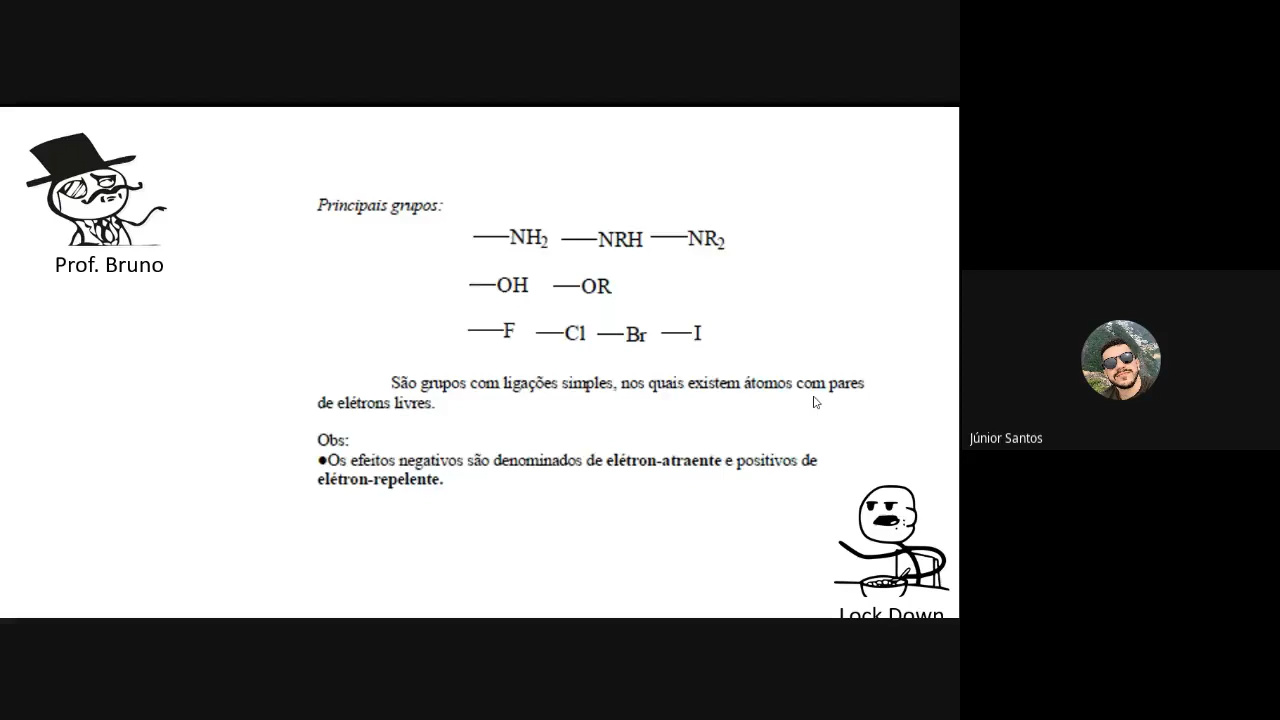 Principais grupos:
—NH₂ —NRH —NR₂
Prof. Bruno
—OH —OR
—F —Cl —Br —I
São grupos com ligações simples, nos quais existem átomos com pares
de elétrons livres.
Júnior Santos
Obs:
●Os efeitos negativos são denominados de elétron-atraente e positivos de
elétron-repelente.
Lock Down